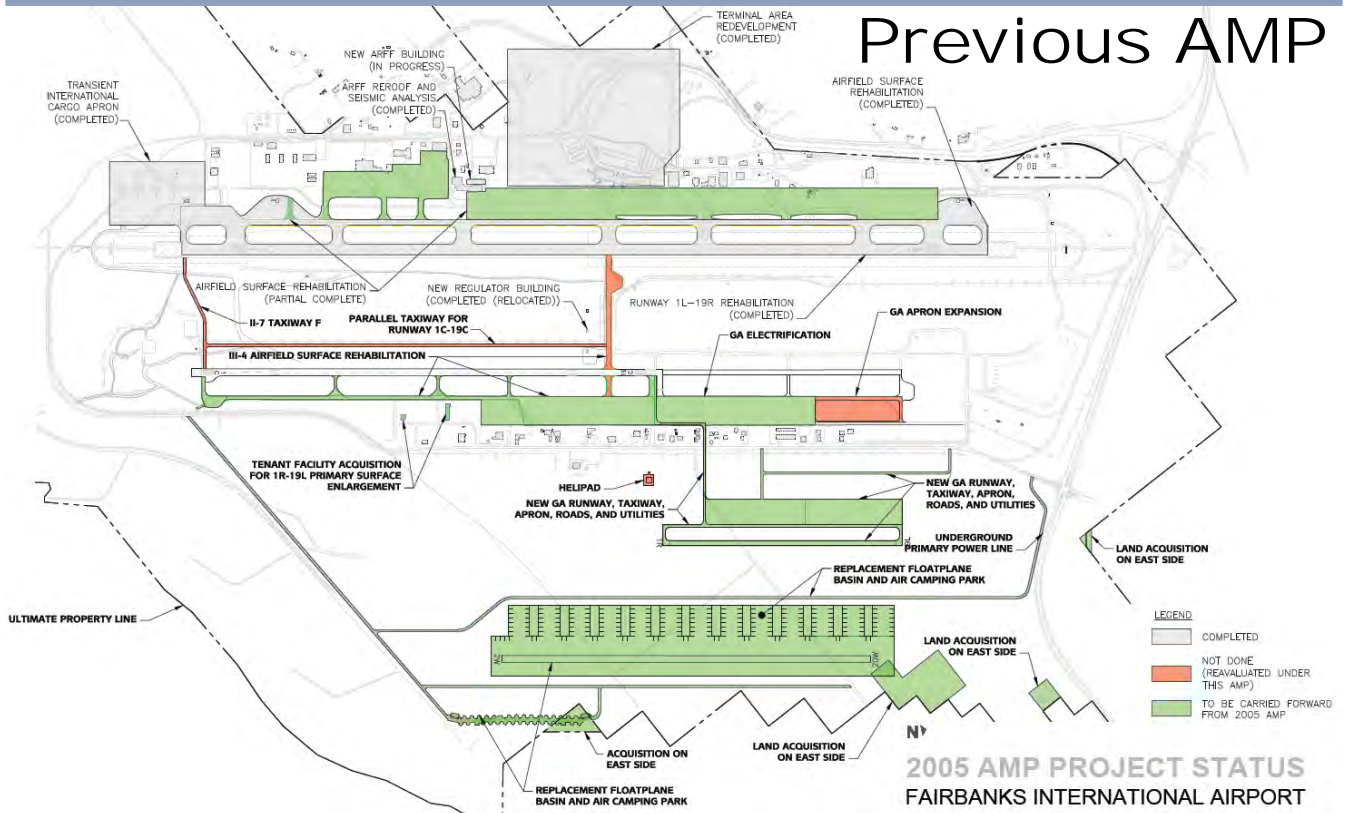 Previous AMP
TERMINAL AREA
REDEVELOPMENT
(COMPLETED)
NEW ARFF BUILDING
(IN PROGRESS)
ARFF REROOF AND
SEISMIC ANALYSIS
(COMPLETED)
TRANSIENT
INTERNATIONAL
CARGO APRON
(COMPLETED)
AIRFIELD SURFACE
REHABILITATION
(COMPLETED)
AIRFIELD SURFACE REHABILITATION
(PARTIAL COMPLETE)
NEW REGULATOR BUILDING
(COMPLETED (RELOCATED))
RUNWAY 1L-19R REHABILITATION
(COMPLETED)
II-7 TAXIWAY F
PARALLEL TAXIWAY FOR
RUNWAY 1C-19C
GA APRON EXPANSION
GA ELECTRIFICATION
III-4 AIRFIELD SURFACE REHABILITATION
TENANT FACILITY ACQUISITION
FOR 1R-19L PRIMARY SURFACE
ENLARGEMENT
HELIPAD
NEW GA RUNWAY, TAXIWAY,
APRON, ROADS, AND UTILITIES
NEW GA RUNWAY,
TAXIWAY, APRON,
ROADS, AND UTILITIES
UNDERGROUND
PRIMARY POWER LINE
LAND ACQUISITION
ON EAST SIDE
REPLACEMENT FLOATPLANE
BASIN AND AIR CAMPING PARK
ULTIMATE PROPERTY LINE
2W
20W
LAND ACQUISITION
ON EAST SIDE
LEGEND
COMPLETED
NOT DONE
(REAVALUATED UNDER
THIS AMP)
TO BE CARRIED FORWARD
FROM 2005 AMP
N
ACQUISITION ON
EAST SIDE
LAND ACQUISITION
ON EAST SIDE
REPLACEMENT FLOATPLANE
BASIN AND AIR CAMPING PARK
2005 AMP PROJECT STATUS
FAIRBANKS INTERNATIONAL AIRPORT